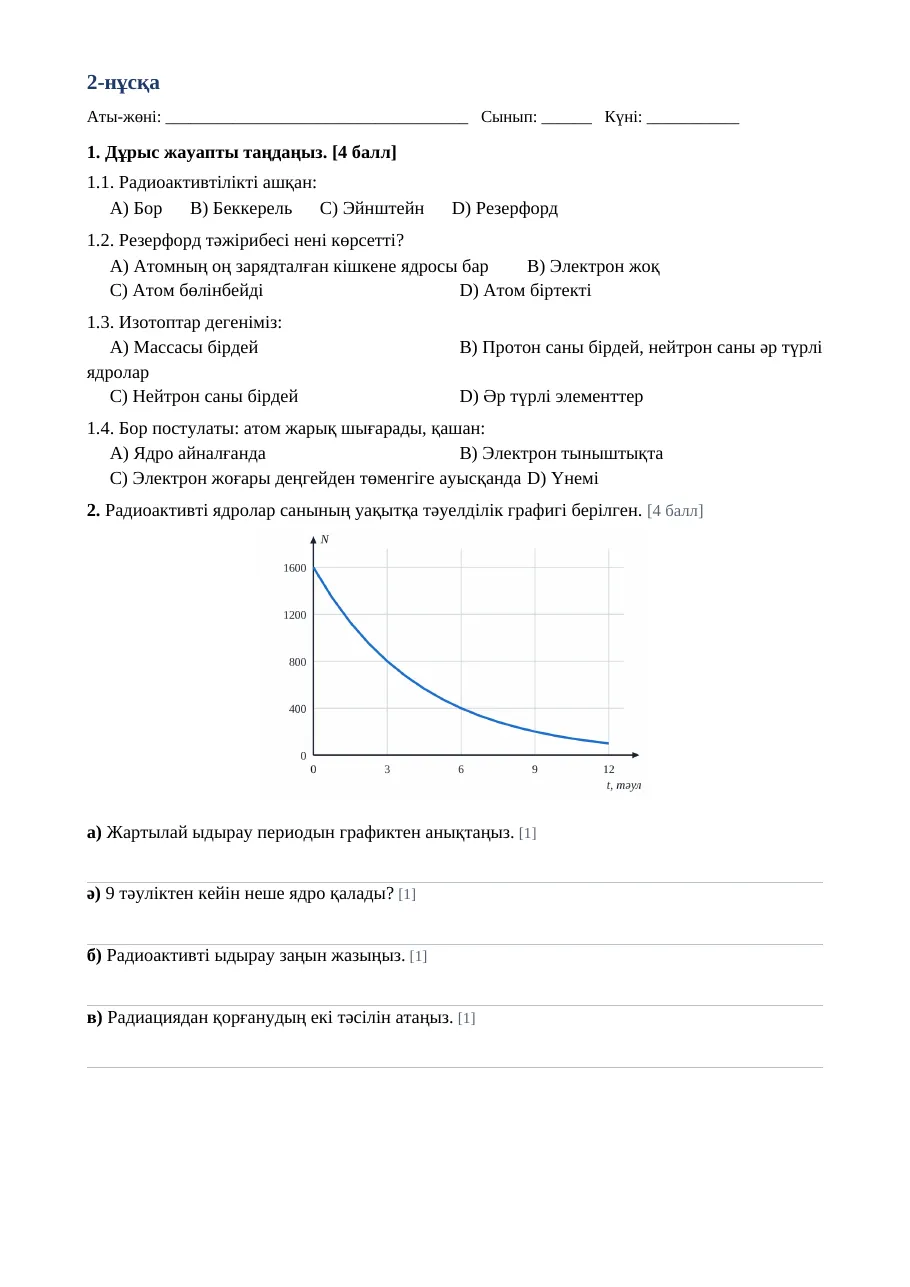 2-нұсқа
Аты-жөні: ____________________________________ Сынып: ______ Күні: ___________
1. Дұрыс жауапты таңдаңыз. [4 балл]
1.1. Радиоактивтілікті ашқан:
A) Бор B) Беккерель C) Эйнштейн D) Резерфорд
1.2. Резерфорд тәжірибесі нені көрсетті?
A) Атомның оң зарядталған кішкене ядросы бар B) Электрон жоқ
C) Атом бөлінбейді D) Атом біртекті
1.3. Изотоптар дегеніміз:
A) Массасы бірдей B) Протон саны бірдей, нейтрон саны әр түрлі
ядролар
C) Нейтрон саны бірдей D) Әр түрлі элементтер
1.4. Бор постулаты: атом жарық шығарады, қашан:
A) Ядро айналғанда B) Электрон тыныштықта
C) Электрон жоғары деңгейден төменгіге ауысқанда D) Үнемі
2. Радиоактивті ядролар санының уақытқа тәуелділік графигі берілген. [4 балл]
N
1600
1200
800
400
0
0 3 6 9 12
t, тәул
а) Жартылай ыдырау периодын графиктен анықтаңыз. [1]
ә) 9 тәуліктен кейін неше ядро қалады? [1]
б) Радиоактивті ыдырау заңын жазыңыз. [1]
в) Радиациядан қорғанудың екі тәсілін атаңыз. [1]